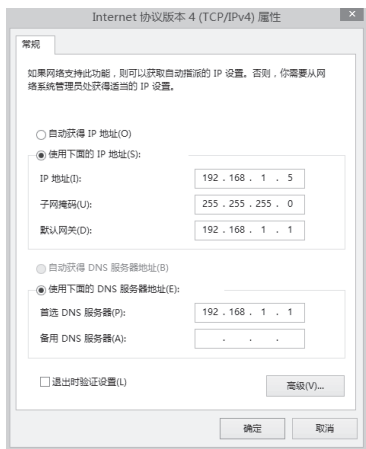 Internet 协议版本 4 (TCP/IPv4) 属性
常规
如果网络支持此功能，则可以获取自动指派的 IP 设置。否则，你需要从网
络系统管理员处获得适当的 IP 设置。
自动获得 IP 地址(O)
使用下面的 IP 地址(S):
IP 地址(I): 192 . 168 . 1 . 5
子网掩码(U): 255 . 255 . 255 . 0
默认网关(D): 192 . 168 . 1 . 1
自动获得 DNS 服务器地址(B)
使用下面的 DNS 服务器地址(E):
首选 DNS 服务器(P): 192 . 168 . 1 . 1
备用 DNS 服务器(A): . . .
退出时验证设置(L)
高级(V)...
确定 取消